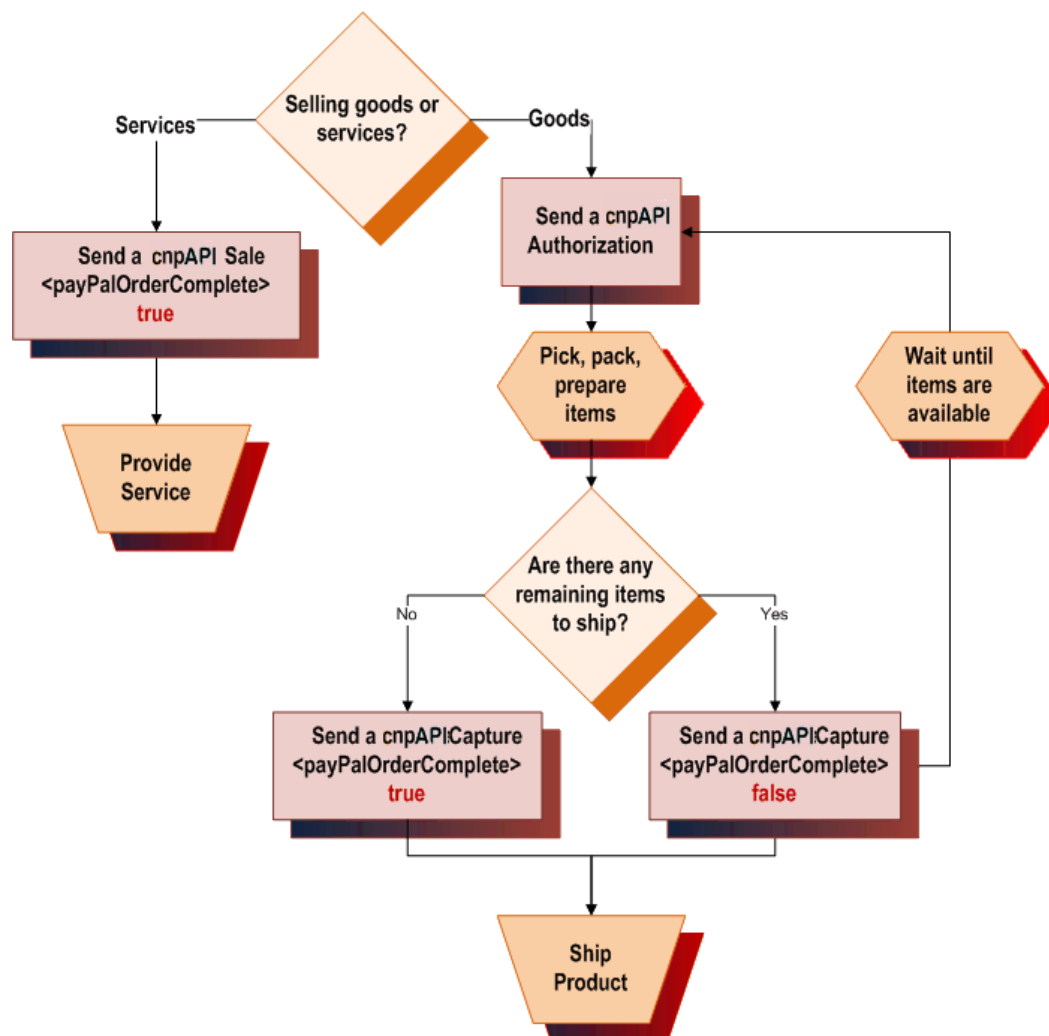 Selling goods or
services?
Services
Goods
Send a cnpAPI Sale
<payPalOrderComplete>
true
Send a cnpAPI
Authorization
Provide
Service
Pick, pack,
prepare
items
Wait until
items are
available
Are there any
remaining items
to ship?
No
Yes
Send a cnpAPI Capture
<payPalOrderComplete>
true
Send a cnpAPI Capture
<payPalOrderComplete>
false
Ship
Product